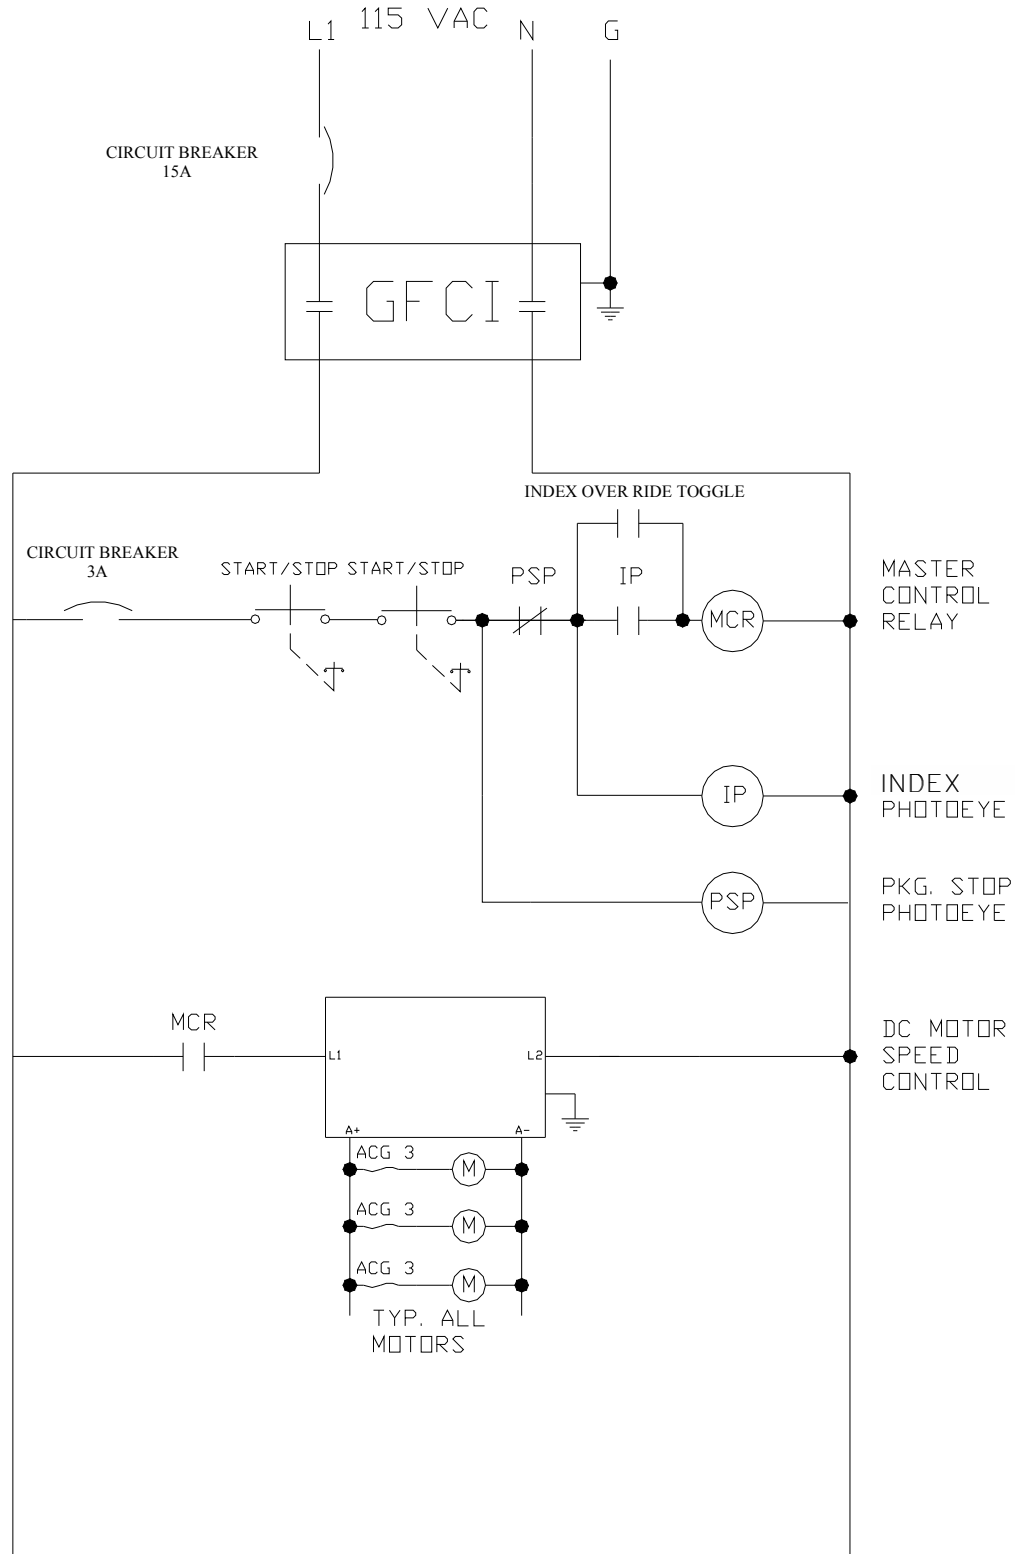 115 VAC
L1
N
G
CIRCUIT BREAKER
15A
GFCI
INDEX OVER RIDE TOGGLE
CIRCUIT BREAKER
3A
START/STOP
START/STOP
PSP
IP
MCR
MASTER
CONTROL
RELAY
IP
INDEX
PHOTOEYE
PSP
PKG. STOP
PHOTOEYE
MCR
L1
L2
DC MOTOR
SPEED
CONTROL
A+
A-
ACG 3
M
ACG 3
M
ACG 3
M
TYP. ALL
MOTORS